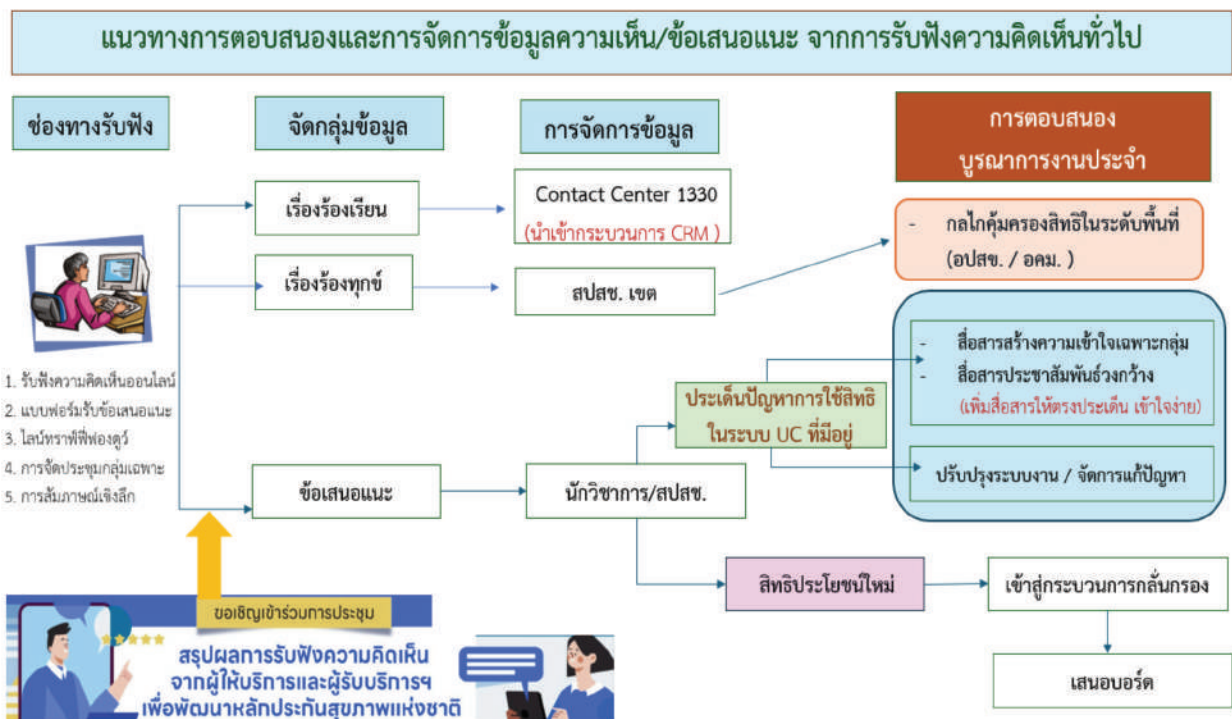 แนวทางการตอบสนองและการจัดการข้อมูลความเห็น/ข้อเสนอแนะ จากการรับฟังความคิดเห็นทั่วไป
ช่องทางรับฟัง
จัดกลุ่มข้อมูล
การจัดการข้อมูล
การตอบสนอง
บูรณาการงานประจำ
เรื่องร้องเรียน
Contact Center 1330
(นำเข้ากระบวนการ CRM )
เรื่องร้องทุกข์
สปสช. เขต
- กลไกคุ้มครองสิทธิในระดับพื้นที่
(อปสข. / อคม. )
1. รับฟังความคิดเห็นออนไลน์
2. แบบฟอร์มรับข้อเสนอแนะ
3. ไลน์ทราฟฟี่ฟองดูว์
4. การจัดประชุมกลุ่มเฉพาะ
5. การสัมภาษณ์เชิงลึก
ข้อเสนอแนะ
นักวิชาการ/สปสช.
ประเด็นปัญหาการใช้สิทธิ
ในระบบ UC ที่มีอยู่
- สื่อสารสร้างความเข้าใจเฉพาะกลุ่ม
- สื่อสารประชาสัมพันธ์วงกว้าง
(เพิ่มสื่อสารให้ตรงประเด็น เข้าใจง่าย)
ปรับปรุงระบบงาน / จัดการแก้ปัญหา
สิทธิประโยชน์ใหม่
เข้าสู่กระบวนการกลั่นกรอง
เสนอบอร์ด
ขอเชิญเข้าร่วมการประชุม
สรุปผลการรับฟังความคิดเห็น
จากผู้ให้บริการและผู้รับบริการฯ
เพื่อพัฒนาหลักประกันสุขภาพแห่งชาติ